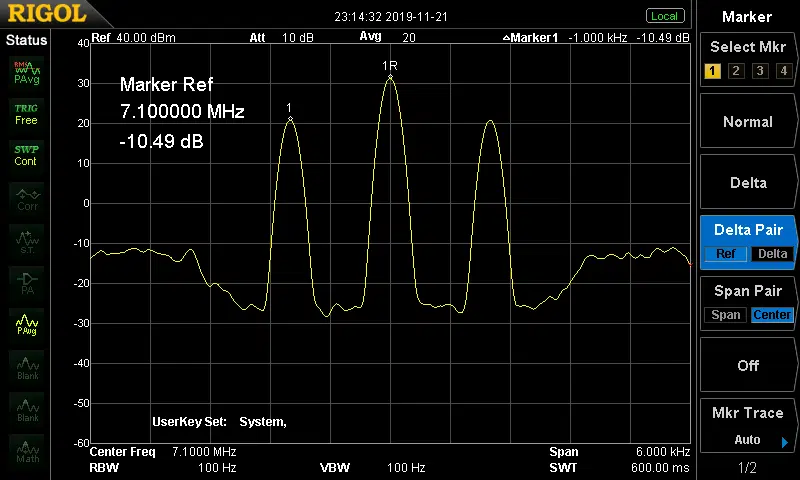 RIGOL
23:14:32 2019-11-21
Local
Marker
Status
Ref 40.00 dBm Att 10 dB Avg 20 ▵Marker1 -1.000 kHz -10.49 dB
Select Mkr
1 2 3 4
RMS
PAvg
TRIG
Free
SWP
Cont
Corr
S.T.
PA
PAvg
Blank
Blank
Math
40
30
20
10
0
-10
-20
-30
-40
-50
-60
Marker Ref
7.100000 MHz
-10.49 dB
1
1R
UserKey Set: System,
Center Freq 7.1000 MHz Span 6.000 kHz
RBW 100 Hz VBW 100 Hz SWT 600.00 ms
Normal
Delta
Delta Pair
Ref Delta
Span Pair
Span Center
Off
Mkr Trace
Auto
1/2